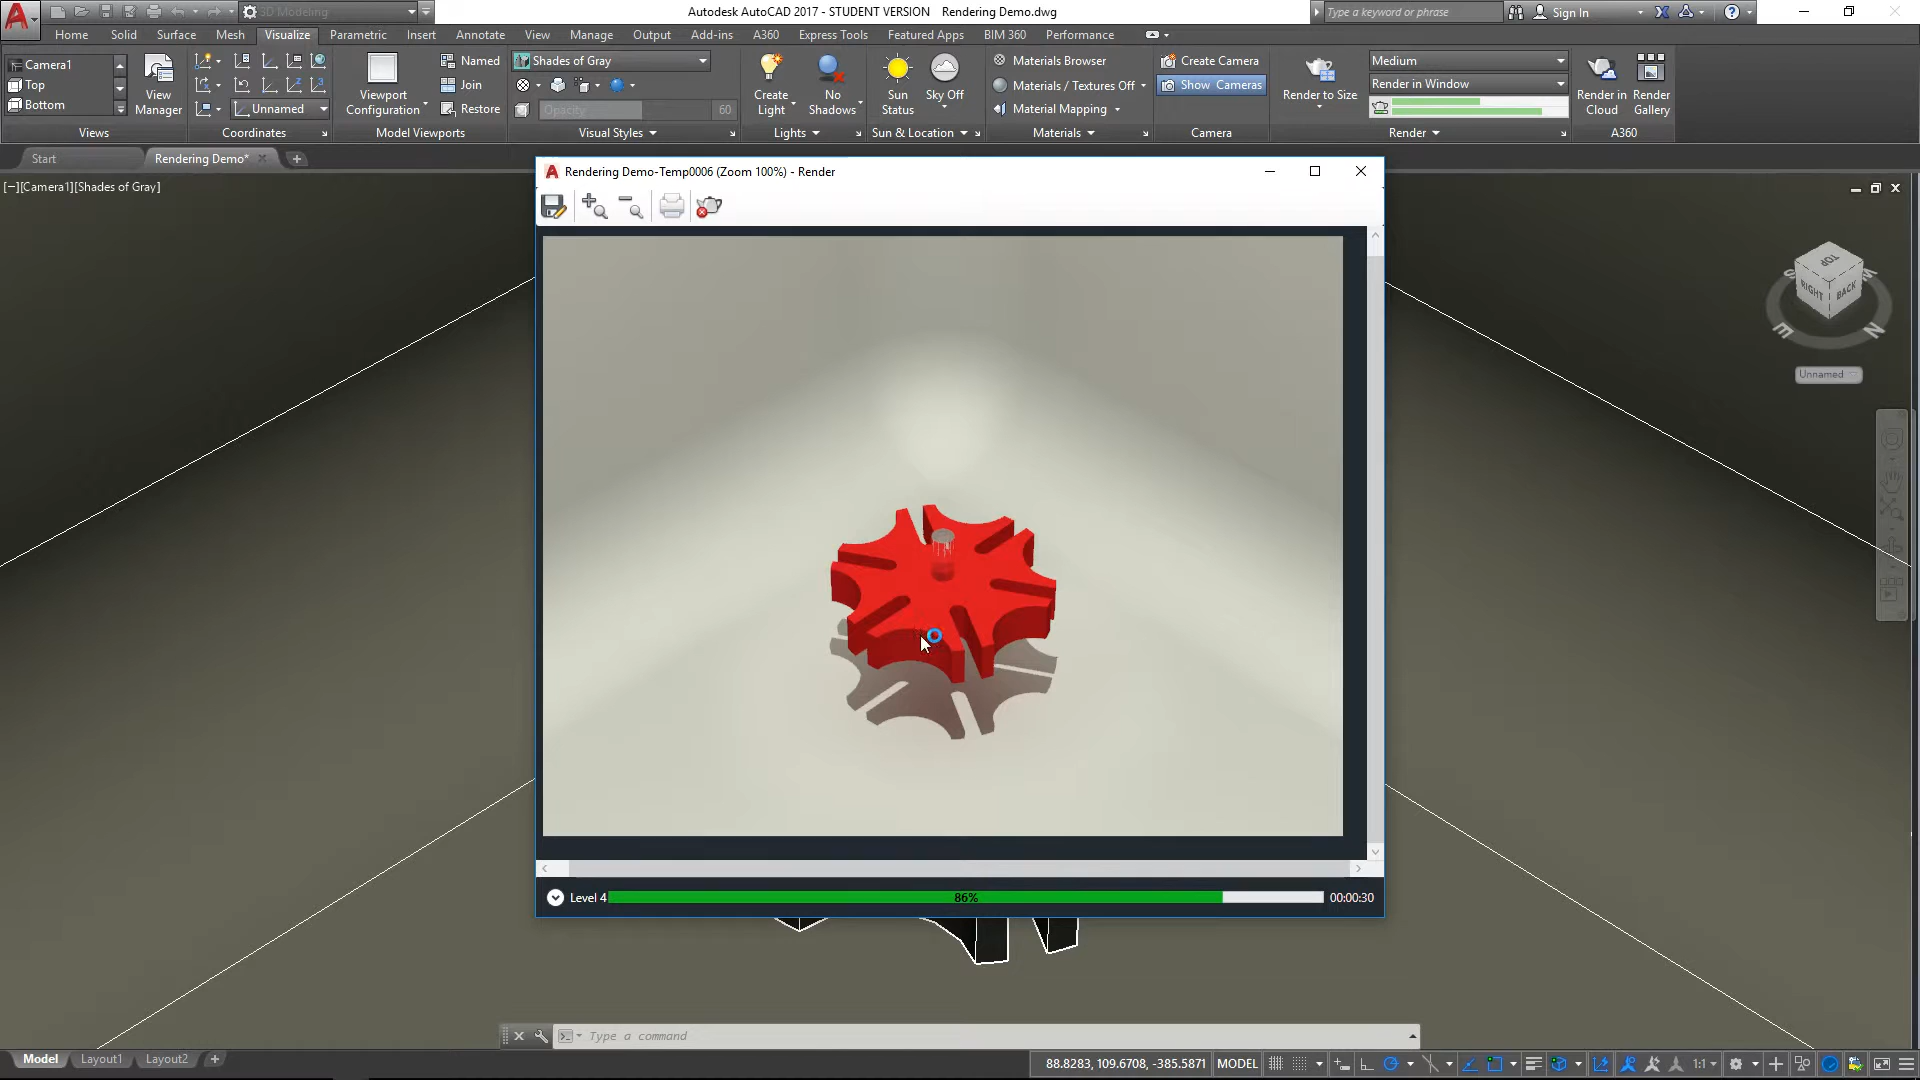 3D Modeling
Autodesk AutoCAD 2017 - STUDENT VERSION Rendering Demo.dwg
Type a keyword or phrase
Sign In
Home Solid Surface Mesh Visualize Parametric Insert Annotate View Manage Output Add-ins A360 Express Tools Featured Apps BIM 360 Performance
Camera1
Top
Bottom
View Manager
Unnamed
Viewport Configuration
Named
Join
Restore
Shades of Gray
Opacity 60
Create Light
No Shadows
Sun Status
Sky Off
Materials Browser
Materials / Textures Off
Material Mapping
Create Camera
Show Cameras
Render to Size
Medium
Render in Window
Render in Cloud
Render Gallery
Views Coordinates Model Viewports Visual Styles Lights Sun & Location Materials Camera Render A360
Start Rendering Demo*
[−][Camera1][Shades of Gray]
Rendering Demo-Temp0006 (Zoom 100%) - Render
TOP
RIGHT BACK
S W
E N
Unnamed
Level 4 86% 00:00:30
Type a command
Model Layout1 Layout2
88.8283, 109.6708, -385.5871 MODEL 1:1